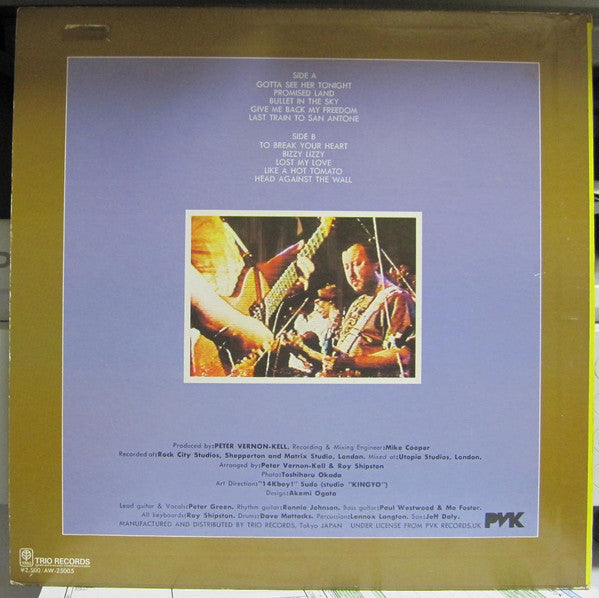 SIDE A
GOTTA SEE HER TONIGHT
PROMISED LAND
BULLET IN THE SKY
GIVE ME BACK MY FREEDOM
LAST TRAIN TO SAN ANTONE
SIDE B
TO BREAK YOUR HEART
BIZZY LIZZY
LOST MY LOVE
LIKE A HOT TOMATO
HEAD AGAINST THE WALL
Produced by:PETER VERNON-KELL. Recording & Mixing Engineer:Mike Cooper
Recorded at:Rock City Studios, Shepperton and Matrix Studio, London. Mixed at:Utopia Studios, London.
Arranged by:Peter Vernon-Kell & Roy Shipston
Photo:Toshiharu Okada
Art Direction:"14Kboy!" Sudo (studio "KINGYO")
Design:Akemi Ogata
Lead guitar & Vocals:Peter Green. Rhythm guitar:Ronnie Johnson. Bass guitar:Paul Westwood & Mo Foster.
All Keyboards:Roy Shipston. Drums:Dave Mattacks. Percussion:Lennox Langton. Sax:Jeff Daly.
MANUFACTURED AND DISTRIBUTED BY TRIO RECORDS, Tokyo JAPAN UNDER LICENSE FROM PVK RECORDS.UK
PVK
TRIO
TRIO RECORDS
¥2,500/AW-25005